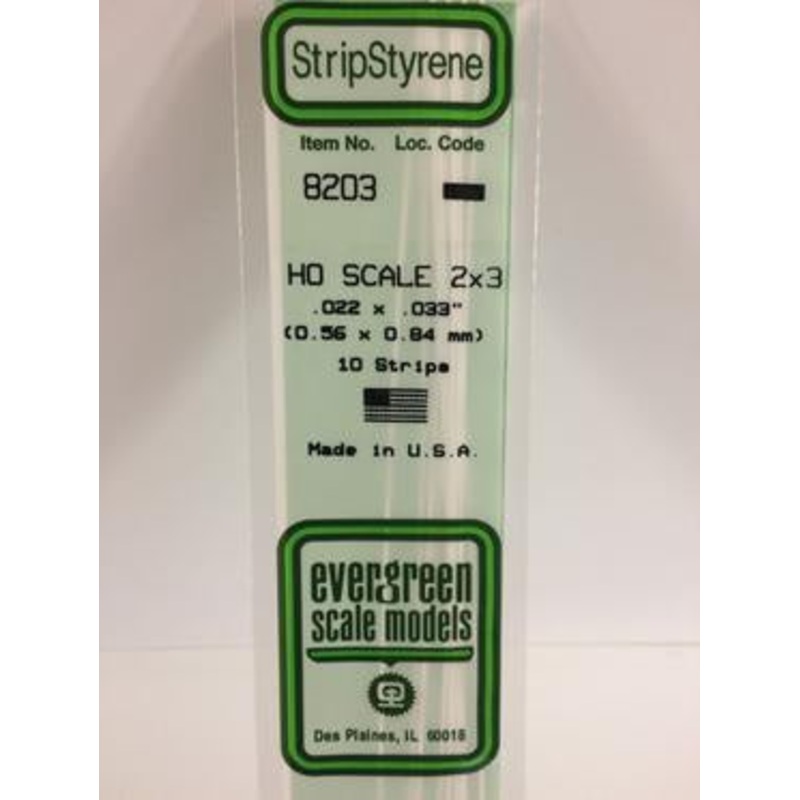 StripStyrene
Item No. Loc. Code
8203
HO SCALE 2x3
.022 x .033"
(0.56 x 0.84 mm)
10 Strips
Made in U.S.A.
evergreen
scale models
Des Plaines, IL 60018